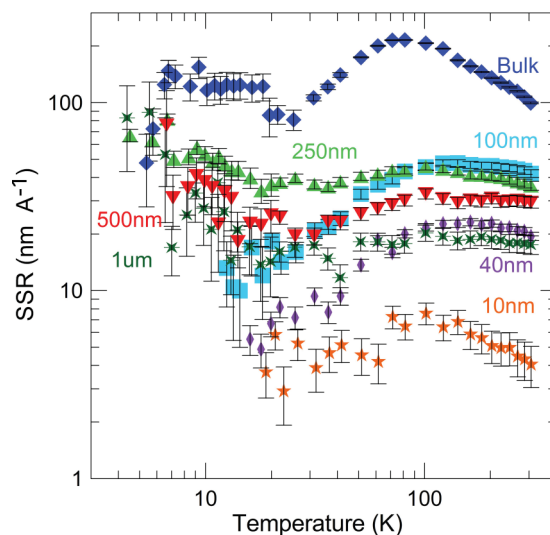 Bulk
100
100nm
250nm
500nm
1um
40nm
SSR (nm A-1)
10
10nm
1
10
100
Temperature (K)